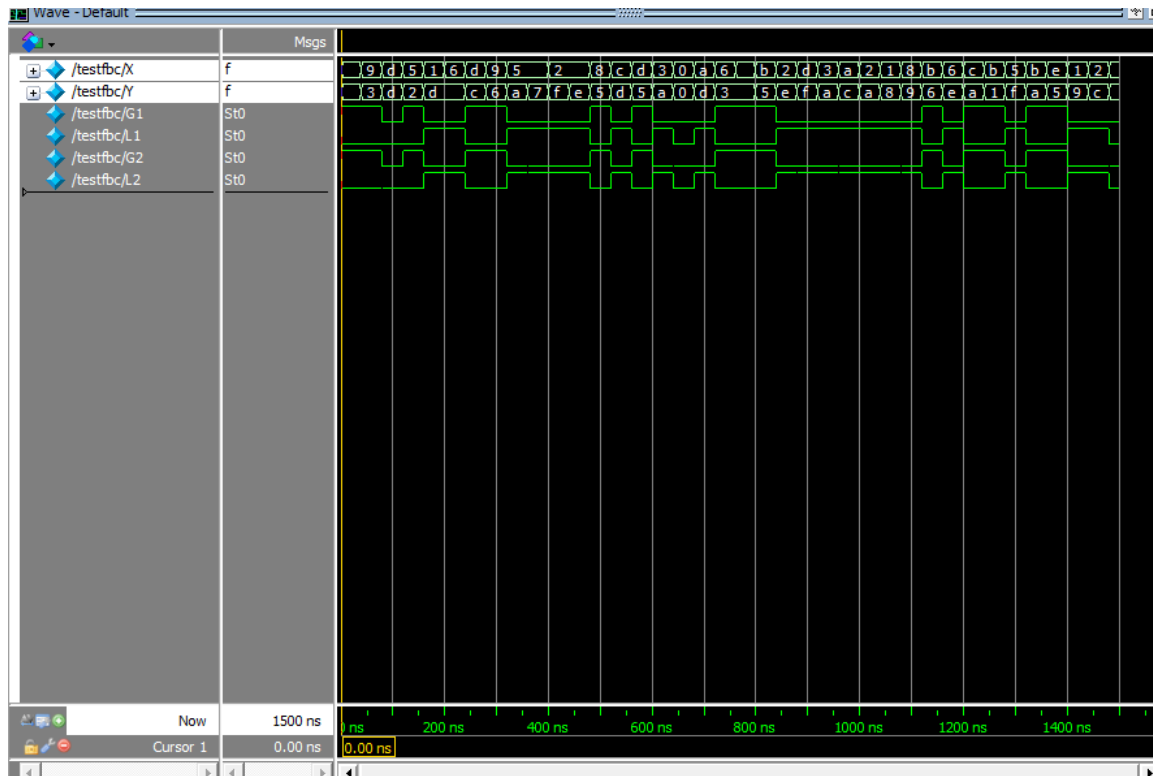 Wave - Default
Msgs
/testfbc/X f 9 d 5 1 6 d 9 5 2 8 c d 3 0 a 6 b 2 d 3 a 2 1 8 b 6 c b 5 b e 1 2
/testfbc/Y f 3 d 2 d c 6 a 7 f e 5 d 5 a 0 d 3 5 e f a c a 8 9 6 e a 1 f a 5 9 c
/testfbc/G1 St0
/testfbc/L1 St0
/testfbc/G2 St0
/testfbc/L2 St0
Now 1500 ns ns 200 ns 400 ns 600 ns 800 ns 1000 ns 1200 ns 1400 ns
Cursor 1 0.00 ns 0.00 ns